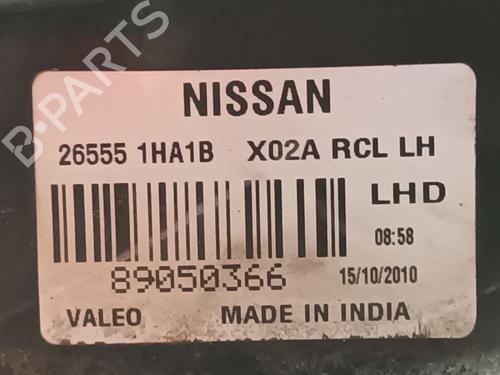 B-PARTS
NISSAN
26555 1HA1B X02A RCL LH
LHD
08:58
89050366 15/10/2010
VALEO MADE IN INDIA